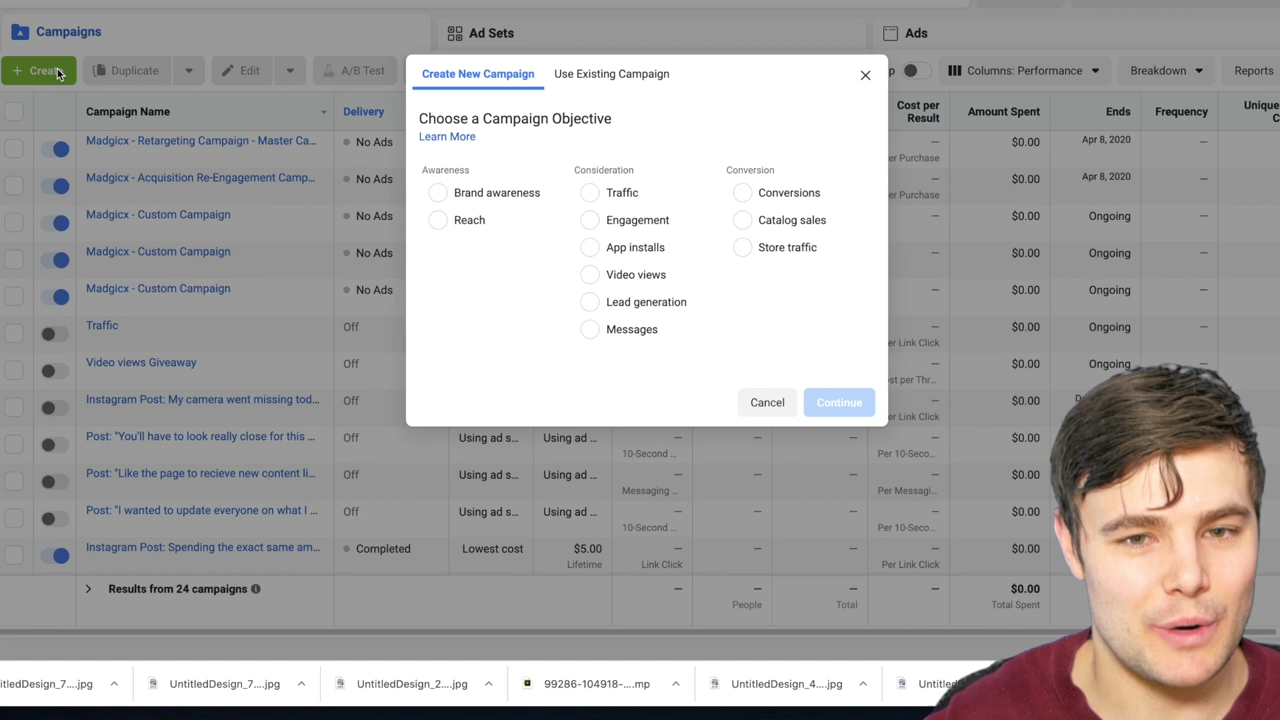 Campaigns
Ad Sets
Ads
+ Create
Duplicate
Edit
A/B Test
Columns: Performance
Breakdown
Reports
Create New Campaign
Use Existing Campaign
Choose a Campaign Objective
Learn More
Awareness
Brand awareness
Reach
Consideration
Traffic
Engagement
App installs
Video views
Lead generation
Messages
Conversion
Conversions
Catalog sales
Store traffic
Cancel
Continue
Campaign Name
Delivery
Cost per
Result
Amount Spent
Ends
Frequency
Unique
Madgicx - Retargeting Campaign - Master Ca...
No Ads
—
er Purchase
$0.00
Apr 8, 2020
—
Madgicx - Acquisition Re-Engagement Camp...
No Ads
—
er Purchase
$0.00
Apr 8, 2020
—
Madgicx - Custom Campaign
No Ads
—
$0.00
Ongoing
—
Madgicx - Custom Campaign
No Ads
—
$0.00
Ongoing
—
Madgicx - Custom Campaign
No Ads
—
$0.00
Ongoing
—
Traffic
Off
—
er Link Click
$0.00
Ongoing
—
Video views Giveaway
Off
—
st per Thr...
$0.00
Ongoing
Instagram Post: My camera went missing tod...
Off
—
er Link Click
$0.00
Post: "You'll have to look really close for this ...
Off
Using ad s...
Using ad ...
—
10-Second ...
—
—
—
Per 10-Seco...
$0.00
Post: "Like the page to recieve new content li...
Off
Using ad s...
Using ad ...
—
Messaging ...
—
—
—
Per Messagi...
$0.00
Post: "I wanted to update everyone on what I ...
Off
Using ad s...
Using ad ...
—
10-Second ...
—
—
—
Per 10-Seco...
$0.00
Instagram Post: Spending the exact same am...
Completed
Lowest cost
$5.00
Lifetime
—
Link Click
—
—
—
Per Link Click
$0.00
Results from 24 campaigns
—
—
People
—
Total
—
$0.00
Total Spent
itledDesign_7....jpg
UntitledDesign_7....jpg
UntitledDesign_2....jpg
99286-104918-....mp
UntitledDesign_4....jpg